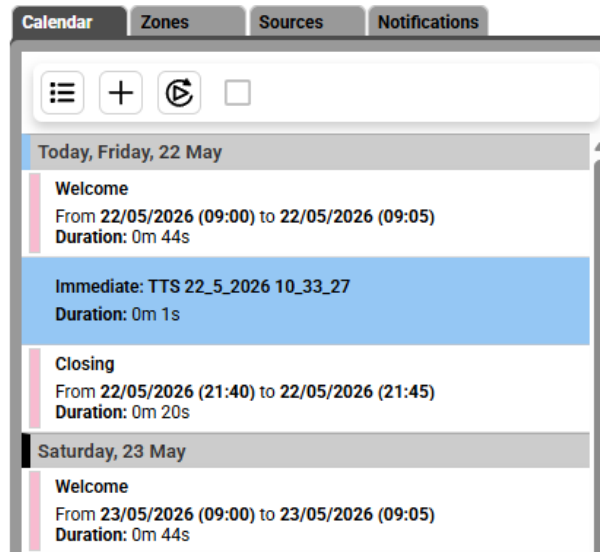 Calendar Zones Sources Notifications
Today, Friday, 22 May
Welcome
From 22/05/2026 (09:00) to 22/05/2026 (09:05)
Duration: 0m 44s
Immediate: TTS 22_5_2026 10_33_27
Duration: 0m 1s
Closing
From 22/05/2026 (21:40) to 22/05/2026 (21:45)
Duration: 0m 20s
Saturday, 23 May
Welcome
From 23/05/2026 (09:00) to 23/05/2026 (09:05)
Duration: 0m 44s